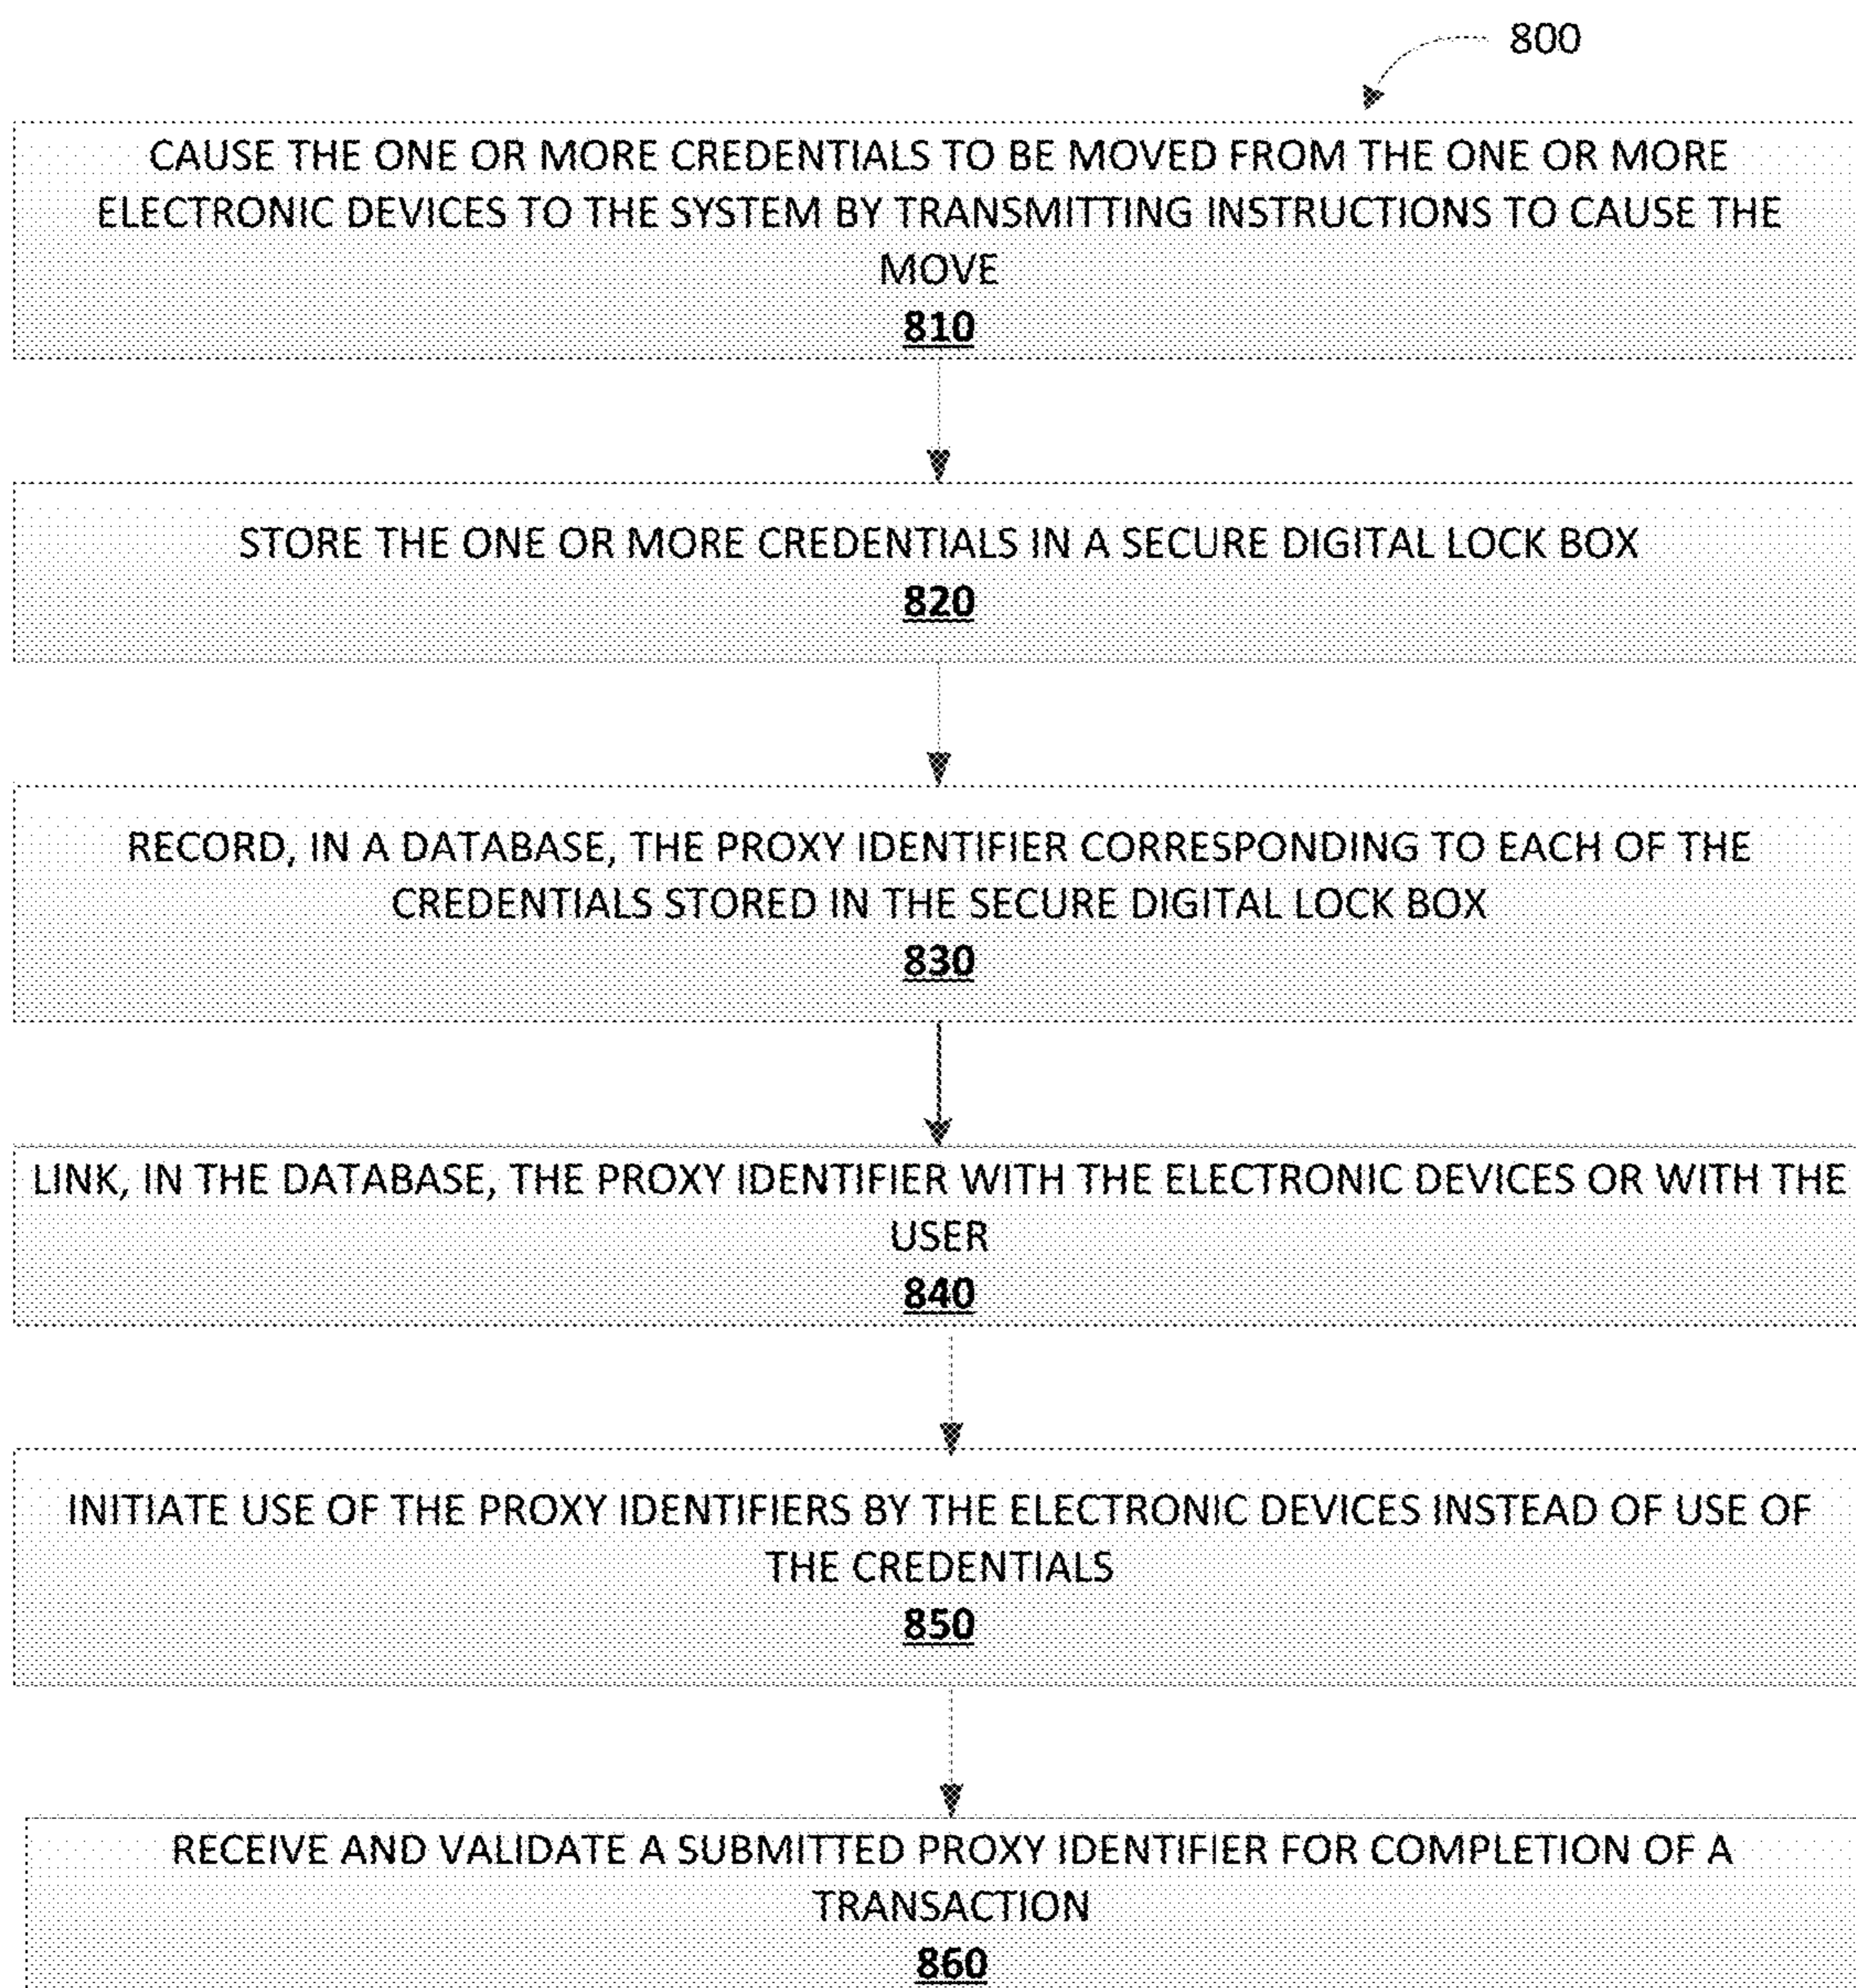 800
CAUSE THE ONE OR MORE CREDENTIALS TO BE MOVED FROM THE ONE OR MORE
ELECTRONIC DEVICES TO THE SYSTEM BY TRANSMITTING INSTRUCTIONS TO CAUSE THE
MOVE
810
STORE THE ONE OR MORE CREDENTIALS IN A SECURE DIGITAL LOCK BOX
820
RECORD, IN A DATABASE, THE PROXY IDENTIFIER CORRESPONDING TO EACH OF THE
CREDENTIALS STORED IN THE SECURE DIGITAL LOCK BOX
830
LINK, IN THE DATABASE, THE PROXY IDENTIFIER WITH THE ELECTRONIC DEVICES OR WITH THE
USER
840
INITIATE USE OF THE PROXY IDENTIFIERS BY THE ELECTRONIC DEVICES INSTEAD OF USE OF
THE CREDENTIALS
850
RECEIVE AND VALIDATE A SUBMITTED PROXY IDENTIFIER FOR COMPLETION OF A
TRANSACTION
860